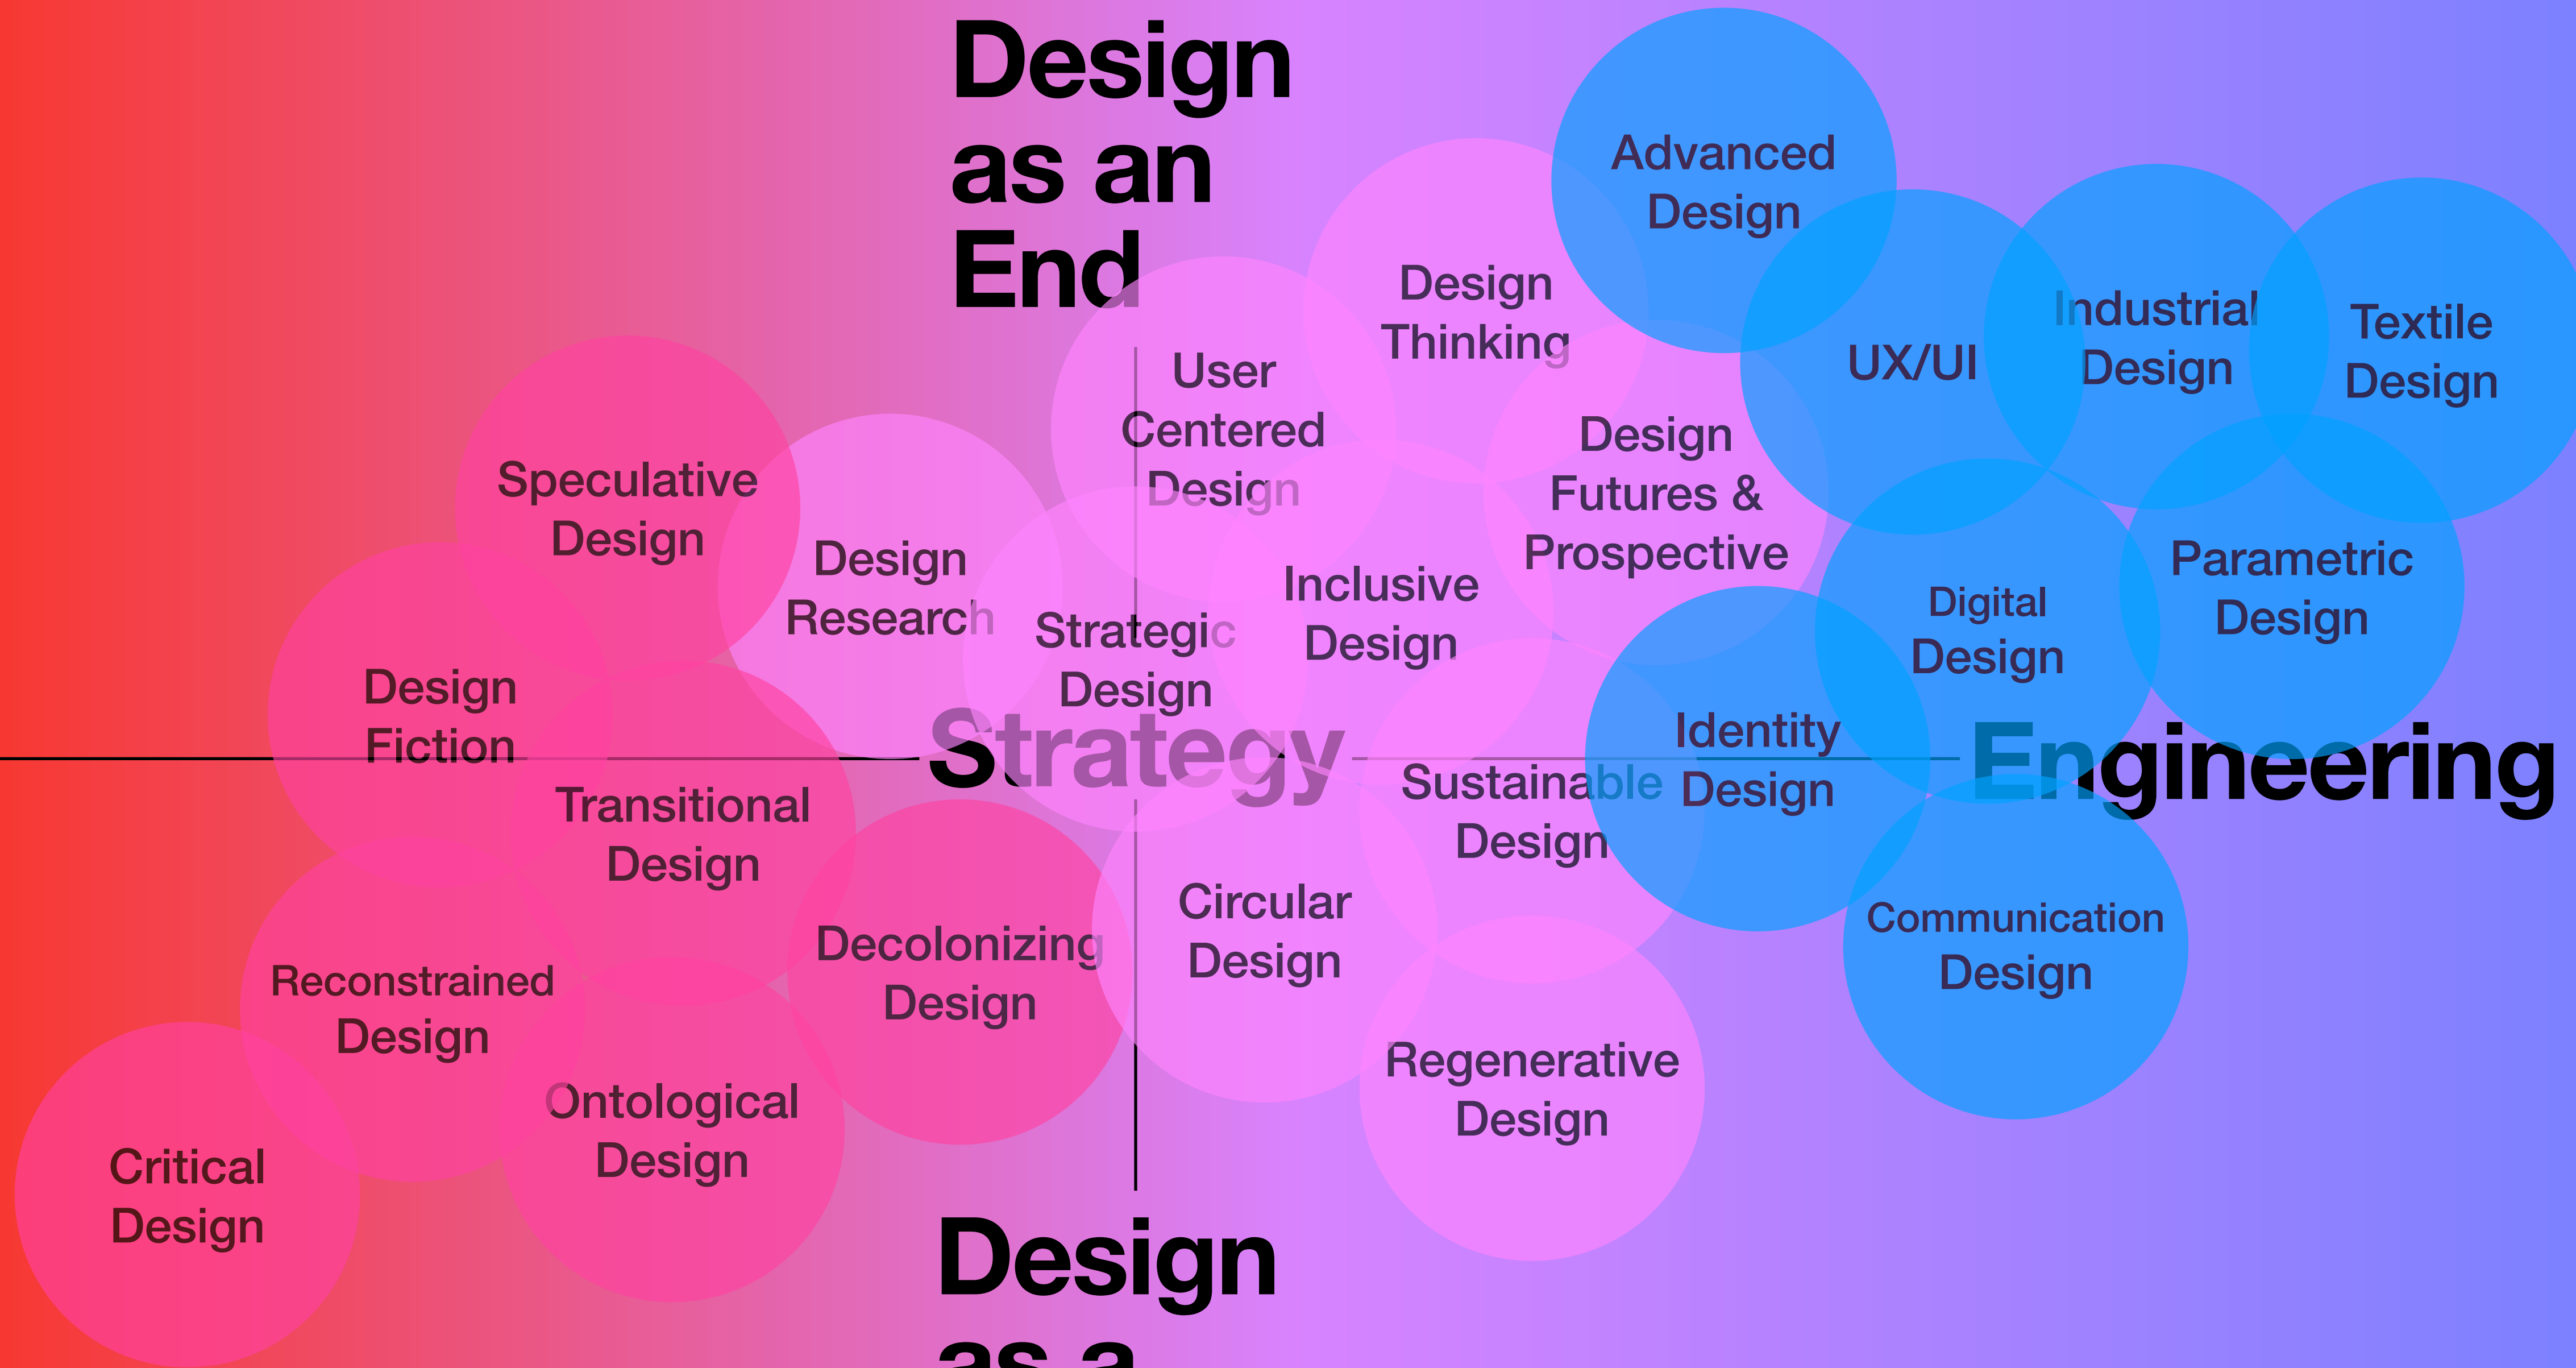 Design
as an
End
Advanced
Design
Design
Thinking
User
Centered
Design
UX/UI
Industrial
Design
Textile
Design
Design
Futures &
Prospective
Speculative
Design
Design
Research
Strategic
Design
Inclusive
Design
Digital
Design
Parametric
Design
Design
Fiction
Strategy
Identity
Design
Engineering
Transitional
Design
Sustainable
Design
Decolonizing
Design
Circular
Design
Communication
Design
Reconstrained
Design
Ontological
Design
Regenerative
Design
Critical
Design
Design
as a